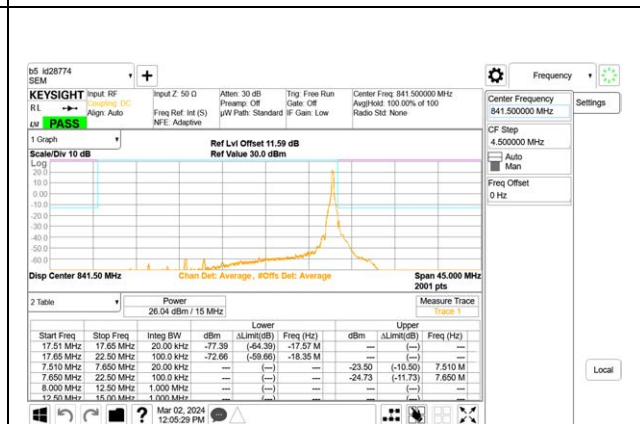 b5 id28774
SEM
Frequency
KEYSIGHT
Input: RF
Input Z: 50 Ω
Atten: 30 dB
Trig: Free Run
Center Freq: 841.500000 MHz
RL
Coupling: DC
Preamp: Off
Gate: Off
Avg|Hold: 100.00% of 100
Align: Auto
Freq Ref: Int (S)
µW Path: Standard
IF Gain: Low
Radio Std: None
NFE: Adaptive
PASS
Center Frequency
841.500000 MHz
Settings
CF Step
4.500000 MHz
Auto
Man
Freq Offset
0 Hz
1 Graph
Scale/Div 10 dB
Ref Lvl Offset 11.59 dB
Ref Value 30.0 dBm
Log
20.0
10.0
0.00
-10.0
-20.0
-30.0
-40.0
-50.0
-60.0
Disp Center 841.50 MHz
Chan Det: Average, #Offs Det: Average
Span 45.000 MHz
2001 pts
2 Table
Power
26.04 dBm / 15 MHz
Measure Trace
Trace 1
Lower Upper
Start Freq Stop Freq Integ BW dBm ΔLimit(dB) Freq (Hz) dBm ΔLimit(dB) Freq (Hz)
17.51 MHz 17.65 MHz 20.00 kHz -77.39 (-64.39) -17.57 M --- (---) ---
17.65 MHz 22.50 MHz 100.0 kHz -72.66 (-59.66) -18.35 M --- (---) ---
7.510 MHz 7.650 MHz 20.00 kHz --- (---) --- -23.50 (-10.50) 7.510 M
7.650 MHz 22.50 MHz 100.0 kHz --- (---) --- -24.73 (-11.73) 7.650 M
8.000 MHz 12.50 MHz 1.000 MHz --- (---) --- --- (---) ---
12.50 MHz 15.00 MHz 1.000 MHz --- (---) --- --- (---) ---
Local
Mar 02, 2024
12:05:29 PM